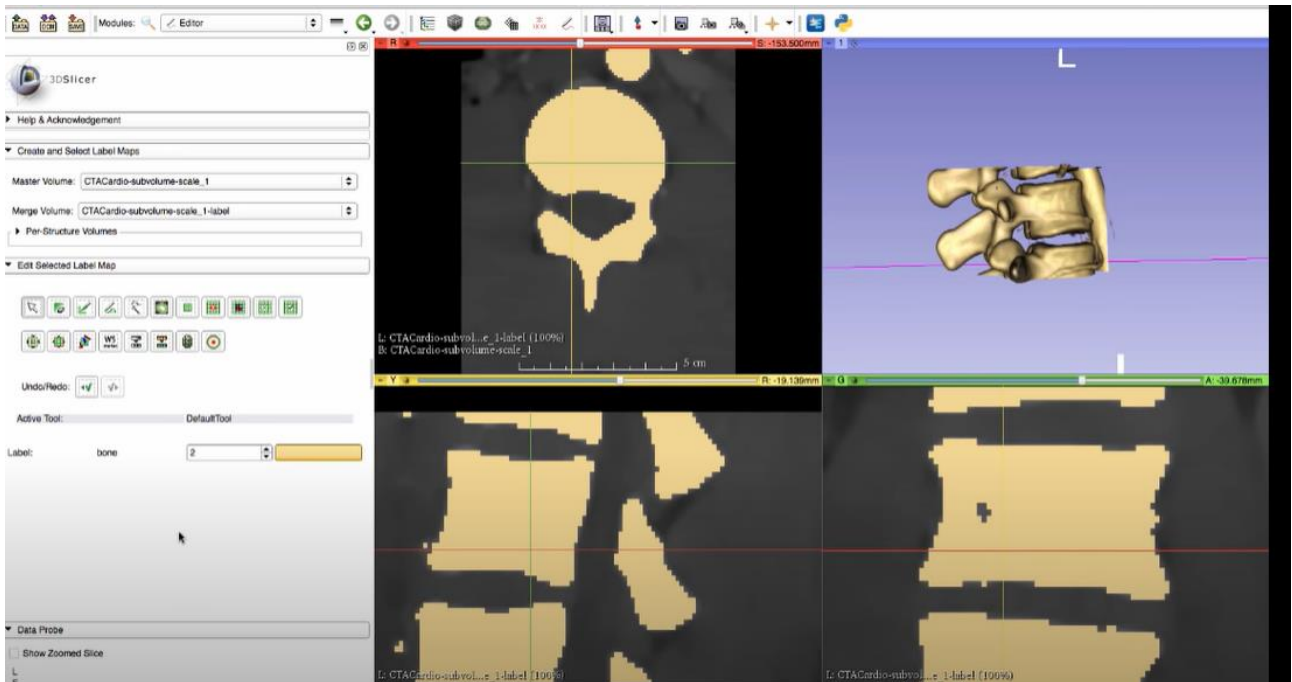 DATA DCM SAVE Modules: Editor
3DSlicer
Help & Acknowledgement
Create and Select Label Maps
Master Volume: CTACardio-subvolume-scale_1
Merge Volume: CTACardio-subvolume-scale_1-label
Per-Structure Volumes
Edit Selected Label Map
Undo/Redo:
Active Tool: DefaultTool
Label: bone 2
Data Probe
Show Zoomed Slice
L
R S: -153.500mm
L: CTACardio-subvol...e_1-label (100%)
B: CTACardio-subvolume-scale_1
5 cm
1
L
I
Y R: -19.139mm
L: CTACardio-subvol...e_1-label (100%)
G A: -39.678mm
L: CTACardio-subvol...e_1-label (100%)